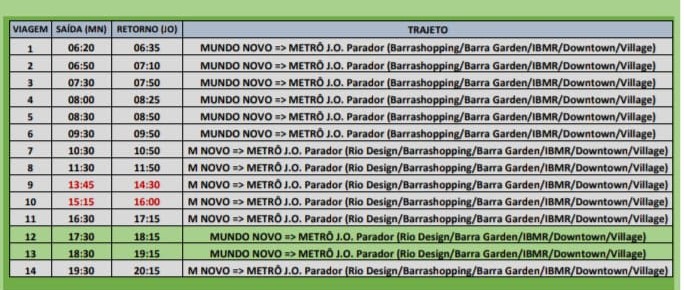 VIAGEM SAÍDA (MN) RETORNO (JO) TRAJETO
1 06:20 06:35 MUNDO NOVO => METRÔ J.O. Parador (Barrashopping/Barra Garden/IBMR/Downtown/Village)
2 06:50 07:10 MUNDO NOVO => METRÔ J.O. Parador (Barrashopping/Barra Garden/IBMR/Downtown/Village)
3 07:30 07:50 MUNDO NOVO => METRÔ J.O. Parador (Barrashopping/Barra Garden/IBMR/Downtown/Village)
4 08:00 08:25 MUNDO NOVO => METRÔ J.O. Parador (Barrashopping/Barra Garden/IBMR/Downtown/Village)
5 08:30 08:50 MUNDO NOVO => METRÔ J.O. Parador (Barrashopping/Barra Garden/IBMR/Downtown/Village)
6 09:30 09:50 MUNDO NOVO => METRÔ J.O. Parador (Barrashopping/Barra Garden/IBMR/Downtown/Village)
7 10:30 10:50 M NOVO => METRÔ J.O. Parador (Rio Design/Barrashopping/Barra Garden/IBMR/Downtown/Village)
8 11:30 11:50 M NOVO => METRÔ J.O. Parador (Rio Design/Barrashopping/Barra Garden/IBMR/Downtown/Village)
9 13:45 14:30 M NOVO => METRÔ J.O. Parador (Rio Design/Barrashopping/Barra Garden/IBMR/Downtown/Village)
10 15:15 16:00 M NOVO => METRÔ J.O. Parador (Rio Design/Barrashopping/Barra Garden/IBMR/Downtown/Village)
11 16:30 17:15 M NOVO => METRÔ J.O. Parador (Rio Design/Barrashopping/Barra Garden/IBMR/Downtown/Village)
12 17:30 18:15 MUNDO NOVO => METRÔ J.O. Parador (Rio Design/Barra Garden/IBMR/Downtown/Village)
13 18:30 19:15 MUNDO NOVO => METRÔ J.O. Parador (Rio Design/Barra Garden/IBMR/Downtown/Village)
14 19:30 20:15 M NOVO => METRÔ J.O. Parador (Rio Design/Barrashopping/Barra Garden/IBMR/Downtown/Village)